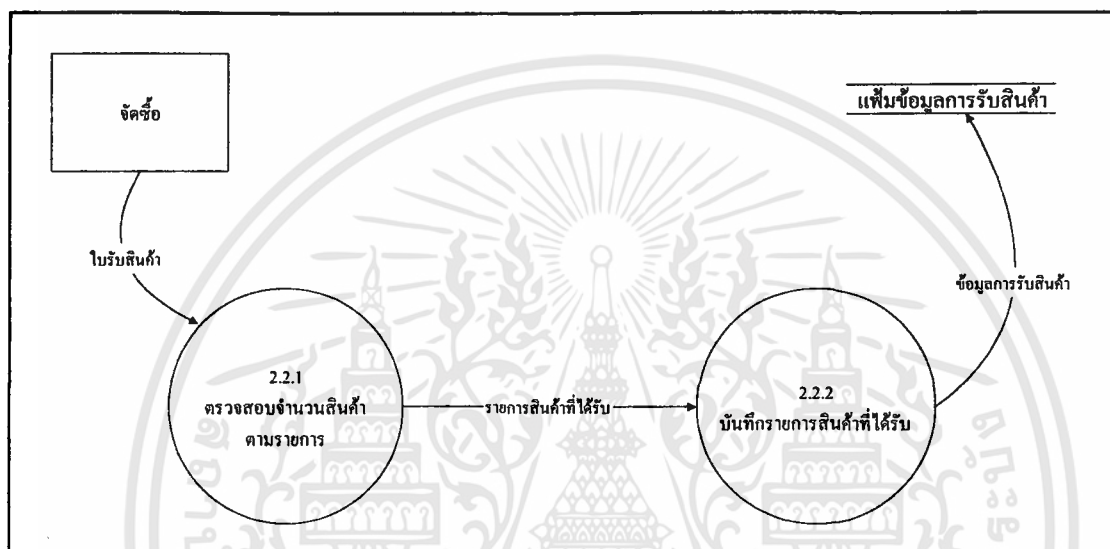 จัดซื้อ
แฟ้มข้อมูลการรับสินค้า
ใบรับสินค้า
ข้อมูลการรับสินค้า
2.2.1
ตรวจสอบจำนวนสินค้า
ตามรายการ
รายการสินค้าที่ได้รับ
2.2.2
บันทึกรายการสินค้าที่ได้รับ